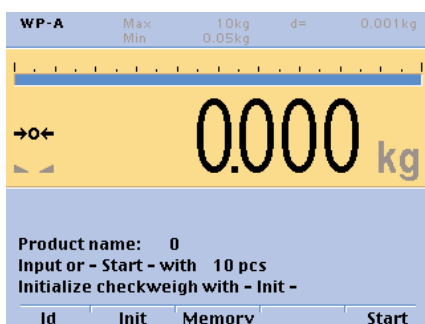 WP-A Max 10kg d= 0.001kg
Min 0.05kg
→0←
0.000 kg
Product name: 0
Input or - Start - with 10 pcs
Initialize checkweigh with - Init -
Id Init Memory Start